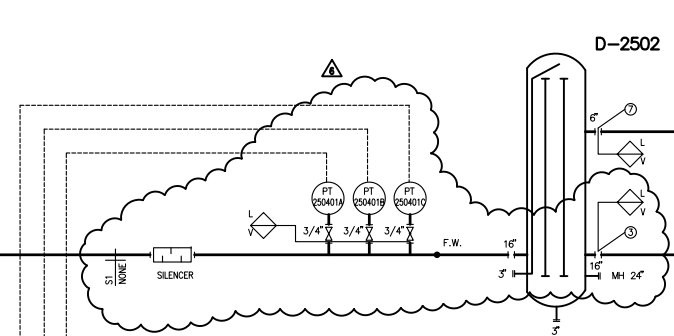 D-2502
6
7
6"
L
V
PT
250401A
PT
250401B
PT
250401C
L
V
L
V
3/4"
3/4"
3/4"
3
F.W.
16"
16"
3"
MH 24"
S1
NONE
SILENCER
3"